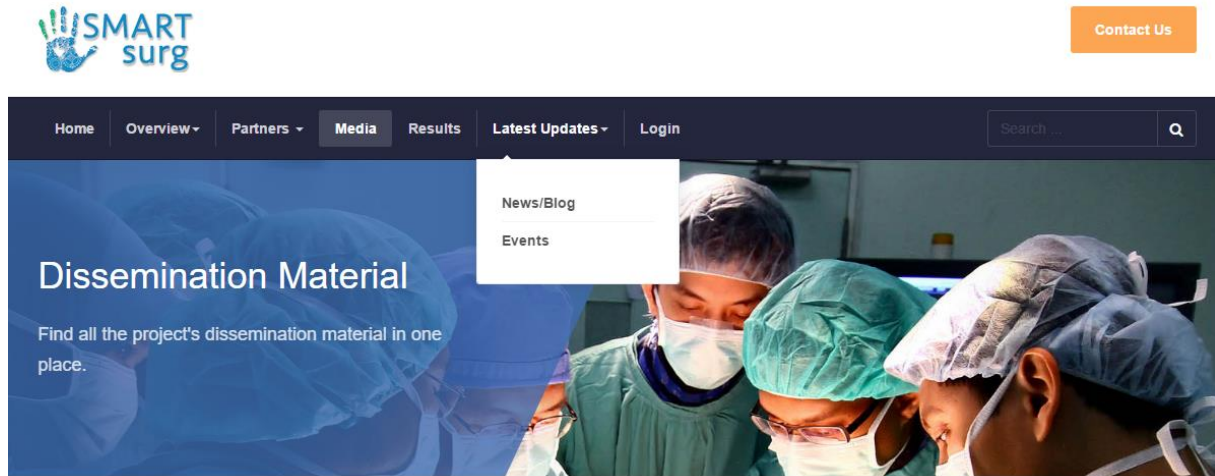 SMART
surg
Contact Us
Home Overview Partners Media Results Latest Updates Login Search ...
News/Blog
Events
Dissemination Material
Find all the project's dissemination material in one
place.